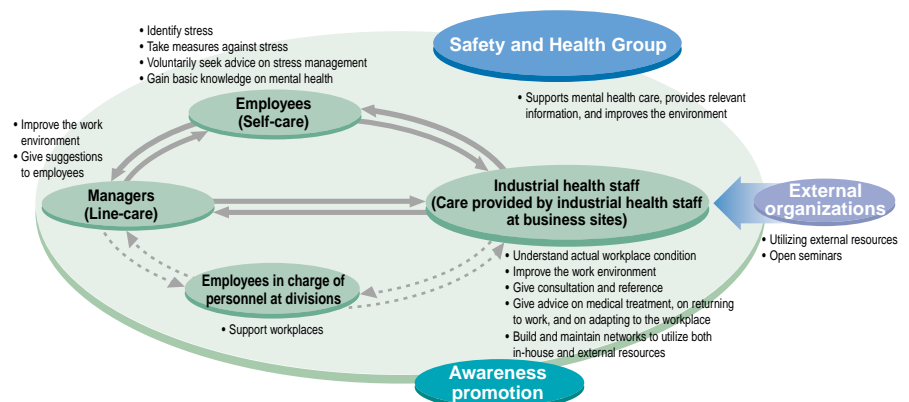 • Identify stress
• Take measures against stress
• Voluntarily seek advice on stress management
• Gain basic knowledge on mental health
Safety and Health Group
• Supports mental health care, provides relevant
information, and improves the environment
Employees
(Self-care)
• Improve the work
environment
• Give suggestions
to employees
Managers
(Line-care)
Industrial health staff
(Care provided by industrial health staff
at business sites)
External
organizations
• Utilizing external resources
• Open seminars
• Understand actual workplace condition
• Improve the work environment
• Give consultation and reference
• Give advice on medical treatment, on returning
to work, and on adapting to the workplace
• Build and maintain networks to utilize both
in-house and external resources
Employees in charge of
personnel at divisions
• Support workplaces
Awareness
promotion